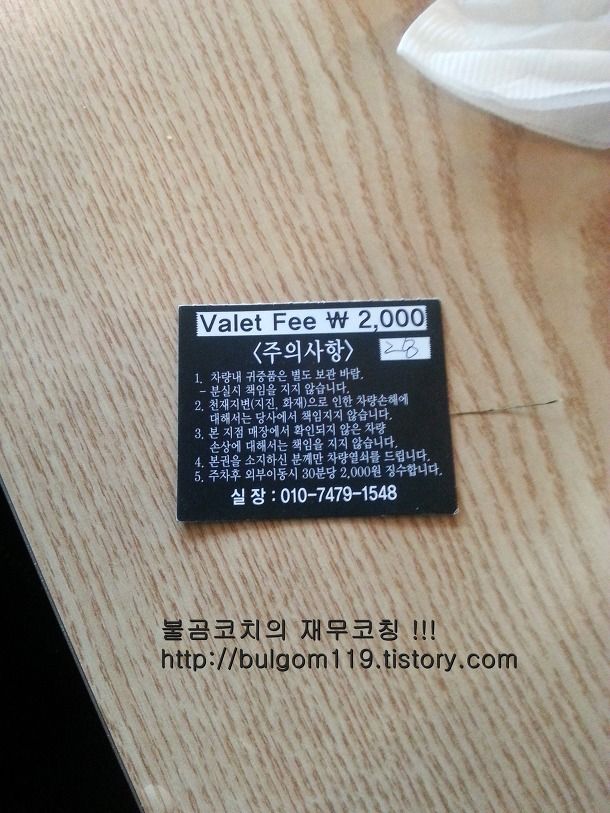 Valet Fee ₩ 2,000
<주의사항>
28
1. 차량내 귀중품은 별도 보관 바람.
- 분실시 책임을 지지 않습니다.
2. 천재지변(지진, 화재)으로 인한 차량손해에
대해서는 당사에서 책임지지 않습니다.
3. 본 지점 매장에서 확인되지 않은 차량
손상에 대해서는 책임을 지지 않습니다.
4. 본권을 소지하신 분께만 차량열쇠를 드립니다.
5. 주차후 외부이동시 30분당 2,000원 징수합니다.
실 장 : 010-7479-1548
불곰코치의 재무코칭 !!!
http://bulgom119.tistory.com